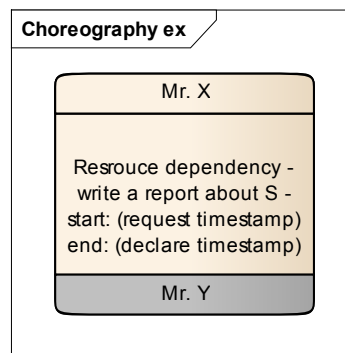 Choreography ex
Mr. X
Resrouce dependency -
write a report about S -
start: (request timestamp)
end: (declare timestamp)
Mr. Y